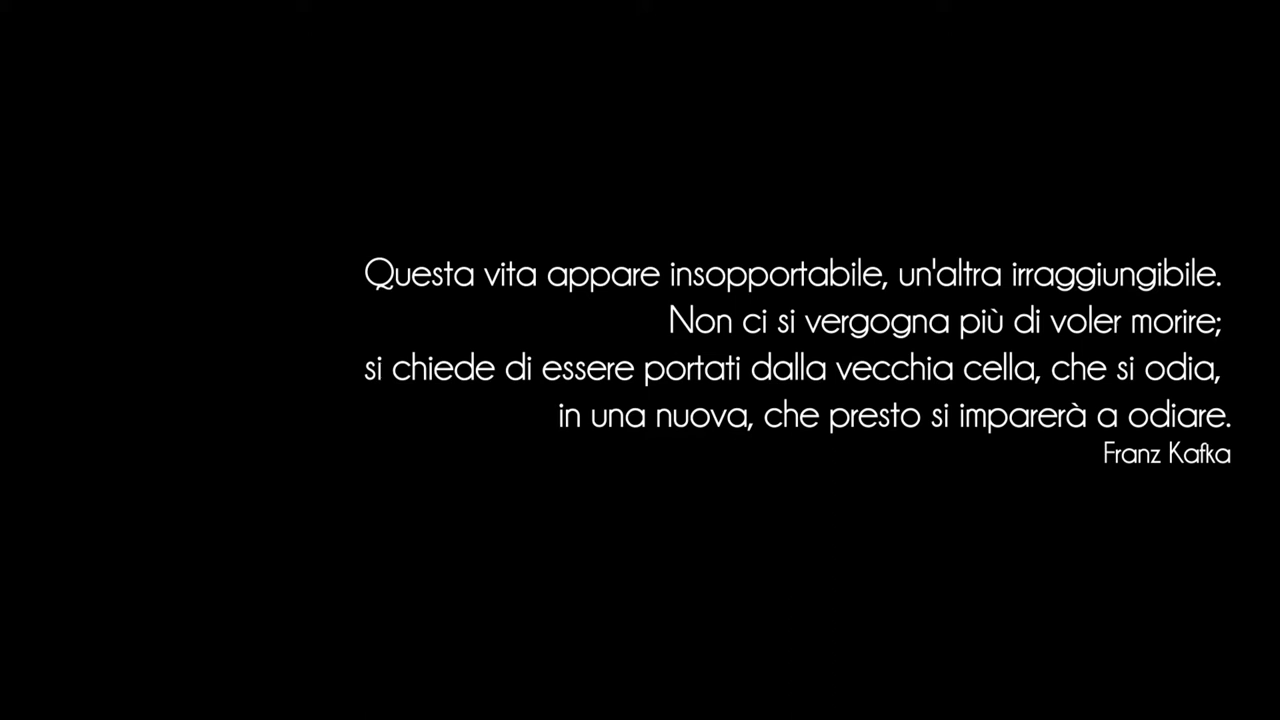 Questa vita appare insopportabile, un'altra irraggiungibile.
Non ci si vergogna più di voler morire;
si chiede di essere portati dalla vecchia cella, che si odia,
in una nuova, che presto si imparerà a odiare.
Franz Kafka